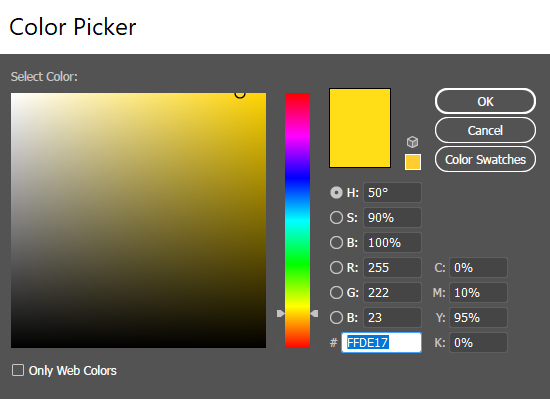 Color Picker
Select Color:
OK
Cancel
Color Swatches
H: 50°
S: 90%
B: 100%
R: 255 C: 0%
G: 222 M: 10%
B: 23 Y: 95%
# FFDE17 K: 0%
Only Web Colors